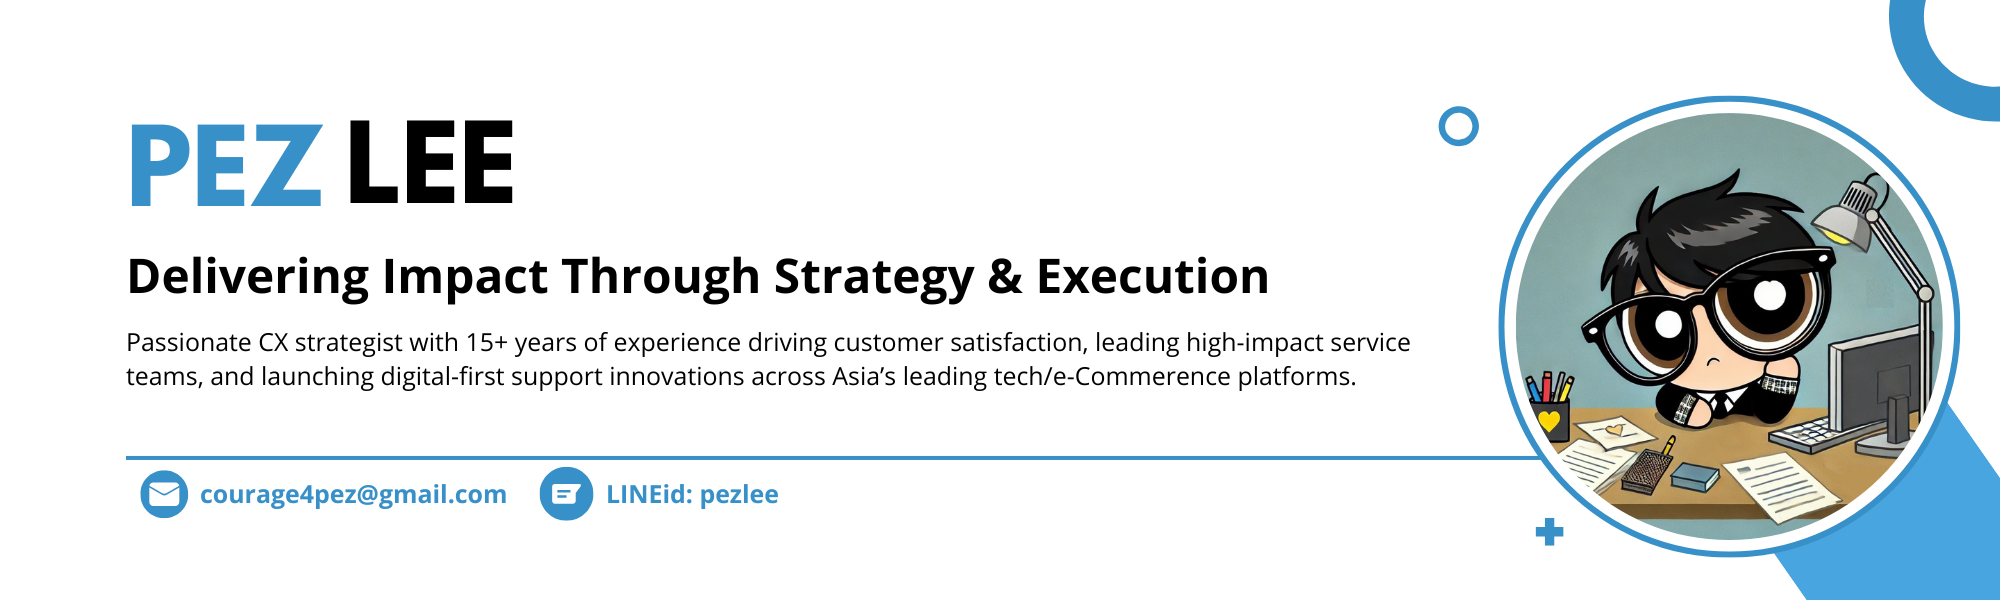 PEZ LEE
Delivering Impact Through Strategy & Execution
Passionate CX strategist with 15+ years of experience driving customer satisfaction, leading high-impact service
teams, and launching digital-first support innovations across Asia’s leading tech/e-Commerence platforms.
courage4pez@gmail.com
LINEid: pezlee